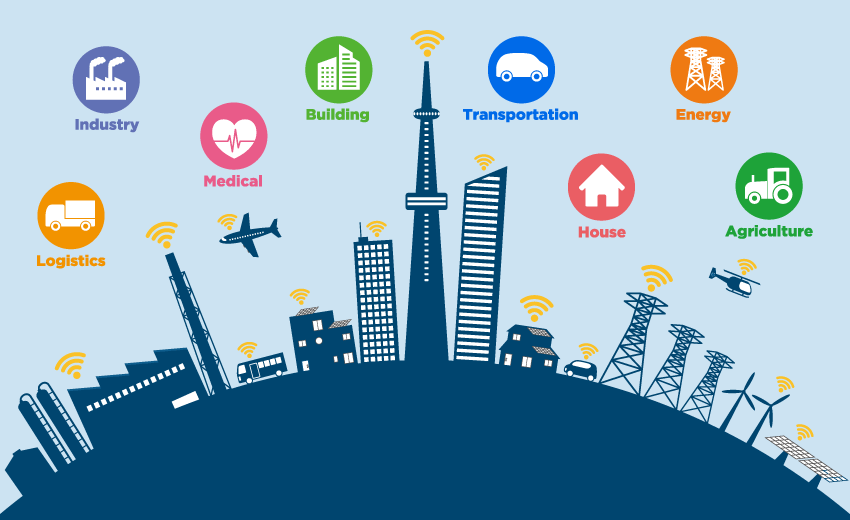 Industry
Medical
Logistics
Building
Transportation
Energy
House
Agriculture